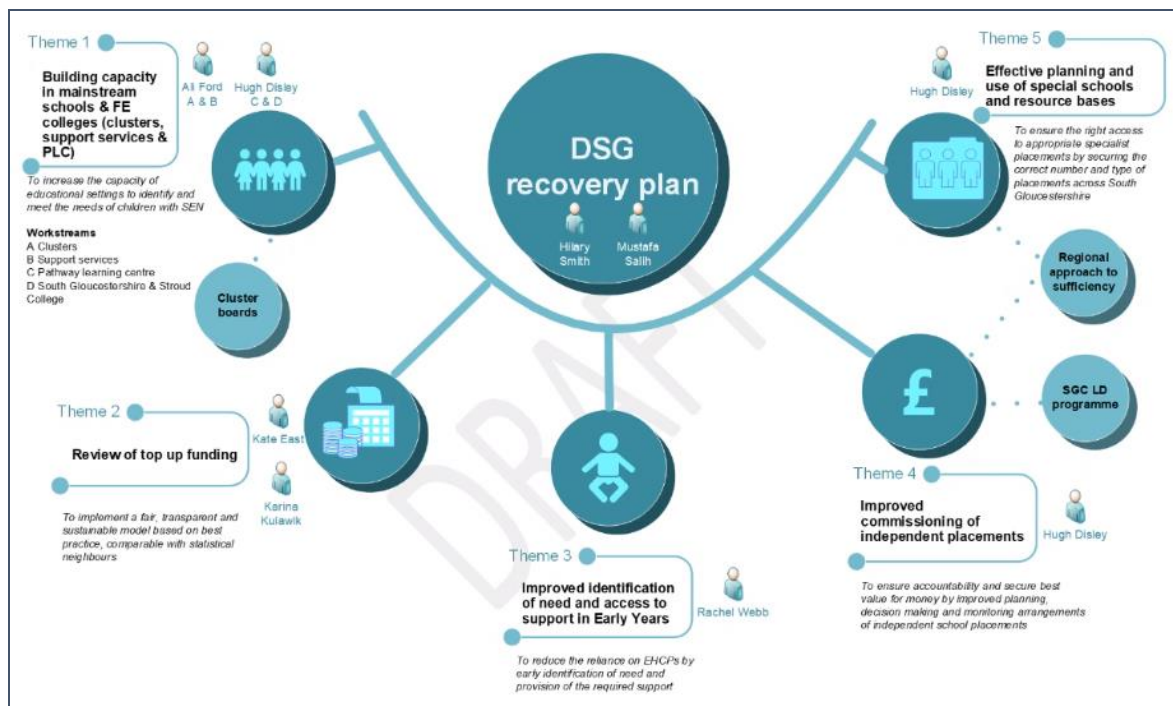 Theme 1
Building capacity
in mainstream
schools & FE
colleges (clusters,
support services &
PLC)
Ali Ford
A & B
Hugh Disley
C & D
To increase the capacity of
educational settings to identify and
meet the needs of children with SEN
Workstreams
A Clusters
B Support services
C Pathway learning centre
D South Gloucestershire & Stroud
College
Cluster
boards
DSG
recovery plan
Hilary
Smith
Mustafa
Salih
Theme 5
Hugh Disley
Effective planning and
use of special schools
and resource bases
To ensure the right access
to appropriate specialist
placements by securing the
correct number and type of
placements across South
Gloucestershire
Regional
approach to
sufficiency
SGC LD
programme
£
Theme 2
Review of top up funding
Kate East
Karina
Kulawik
To implement a fair, transparent and
sustainable model based on best
practice, comparable with statistical
neighbours
Theme 3
Improved identification
of need and access to
support in Early Years
Rachel Webb
To reduce the reliance on EHCPs by
early identification of need and
provision of the required support
Theme 4
Improved
commissioning of
independent placements
Hugh Disley
To ensure accountability and secure best
value for money by improved planning,
decision making and monitoring arrangements
of independent school placements
DRAFT